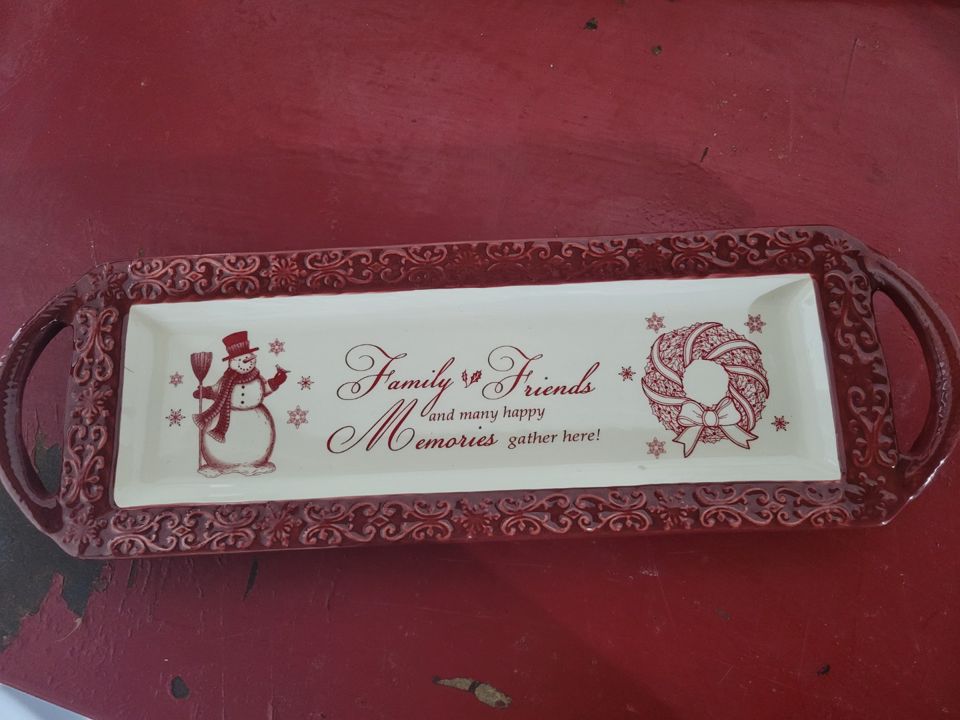 Family Friends
and many happy
Memories gather here!